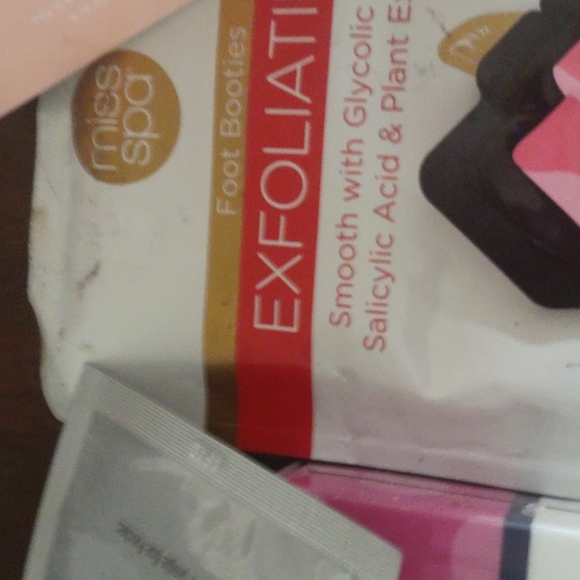 miss
spa
Foot Booties
EXFOLIATI
Smooth with Glycolic
Salicylic Acid & Plant E